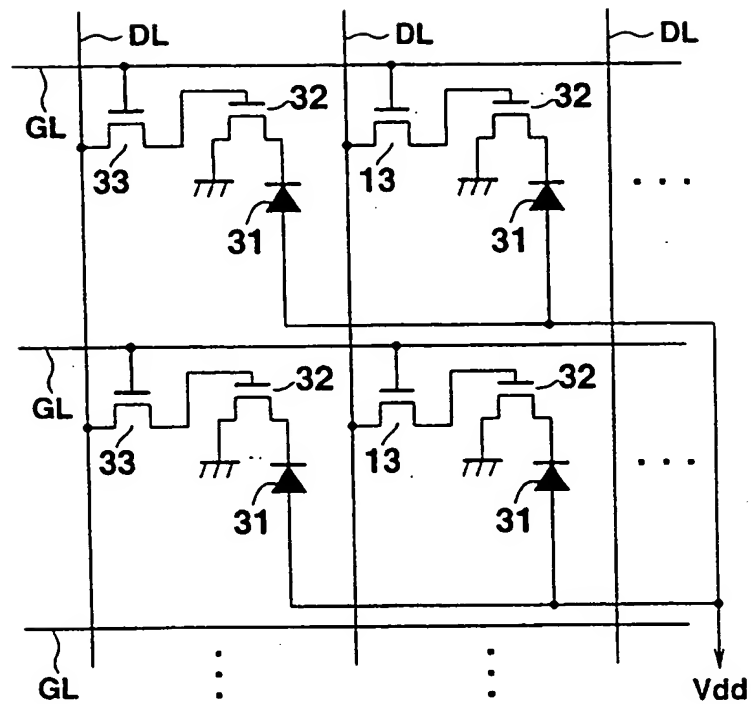 DL DL DL
GL
32 32
33 13
31 31
. . .
GL
32 32
33 13
31 31
. . .
GL
Vdd